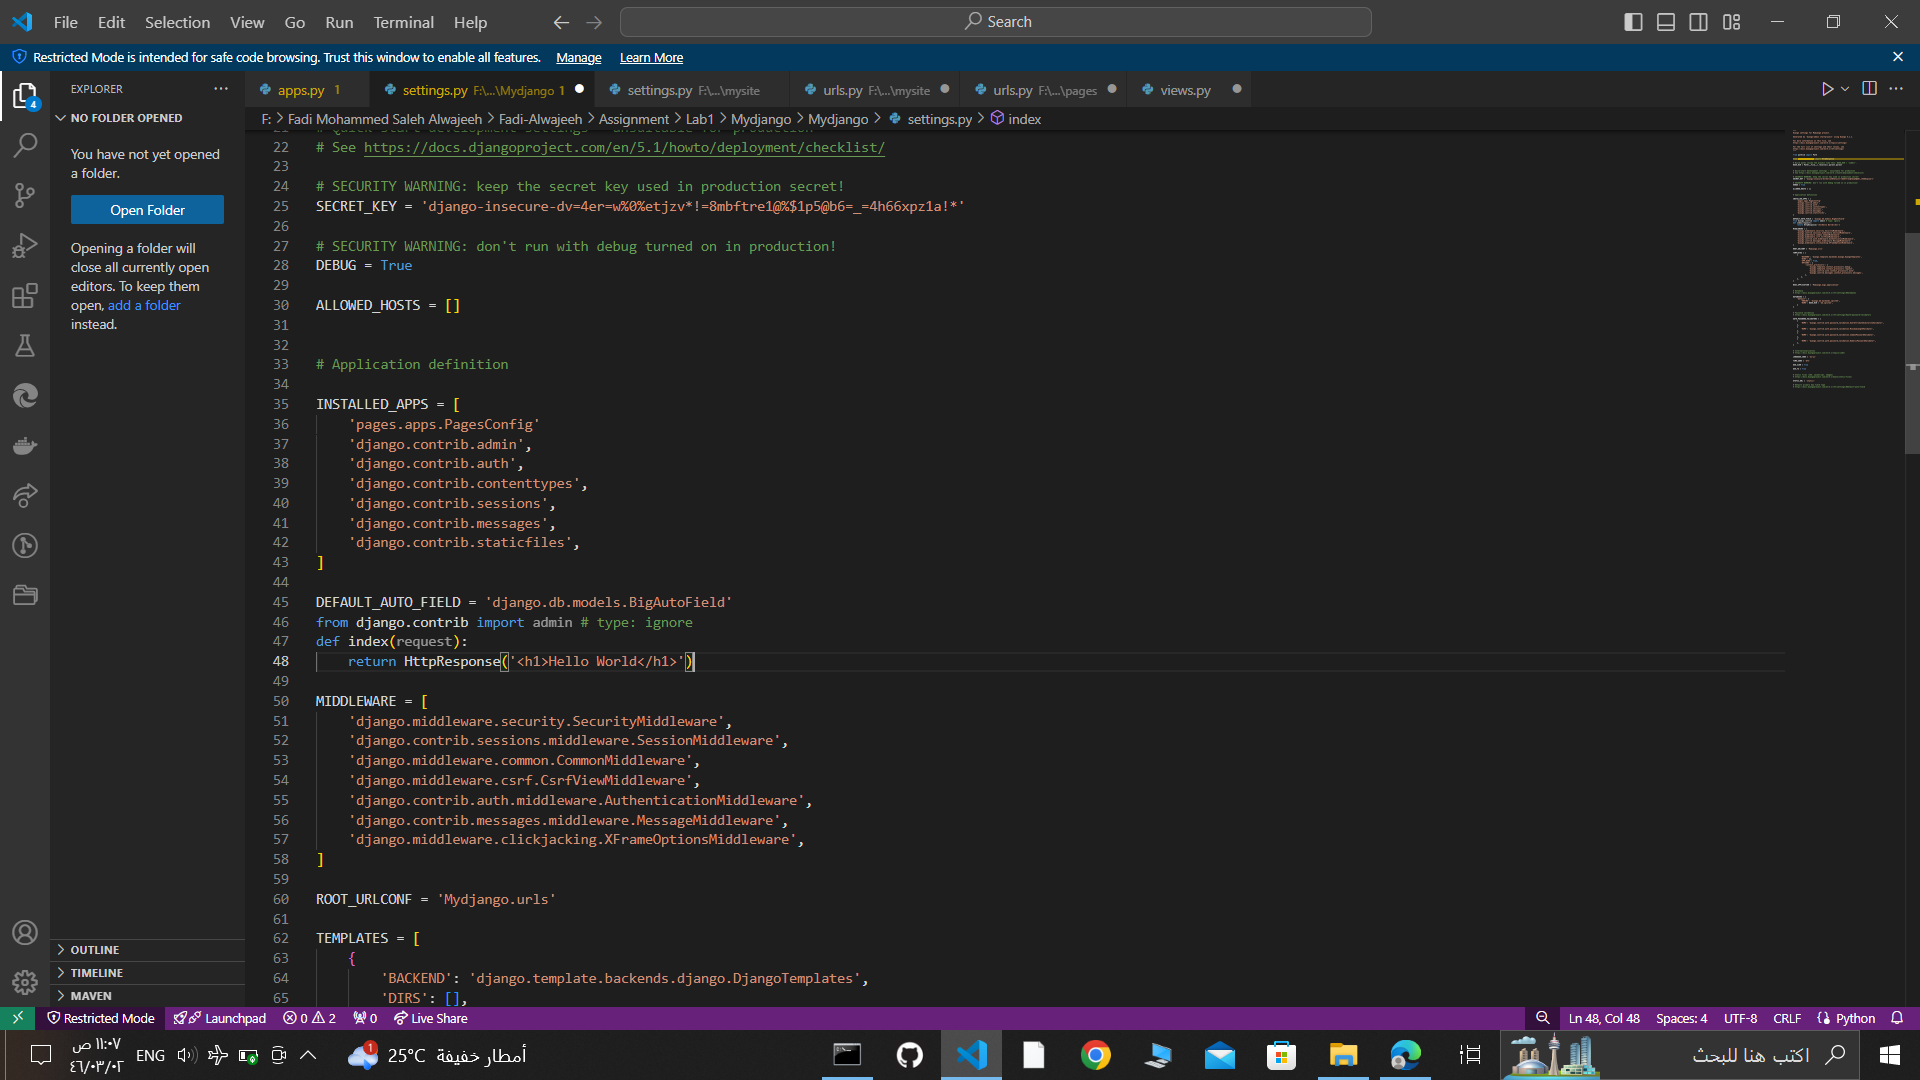 File Edit Selection View Go Run Terminal Help
Search
Restricted Mode is intended for safe code browsing. Trust this window to enable all features. Manage Learn More
EXPLORER
apps.py 1
settings.py F:\...\Mydjango 1
settings.py F:\...\mysite
urls.py F:\...\mysite
urls.py F:\...\pages
views.py
NO FOLDER OPENED
F: > Fadi Mohammed Saleh Alwajeeh > Fadi-Alwajeeh > Assignment > Lab1 > Mydjango > Mydjango > settings.py > index
You have not yet opened
a folder.
Open Folder
Opening a folder will
close all currently open
editors. To keep them
open, add a folder
instead.
22 # See https://docs.djangoproject.com/en/5.1/howto/deployment/checklist/
23
24 # SECURITY WARNING: keep the secret key used in production secret!
25 SECRET_KEY = 'django-insecure-dv=4er=w%0%etjzv*!=8mbftre1@%$1p5@b6=_=4h66xpz1a!*'
26
27 # SECURITY WARNING: don't run with debug turned on in production!
28 DEBUG = True
29
30 ALLOWED_HOSTS = []
31
32
33 # Application definition
34
35 INSTALLED_APPS = [
36 'pages.apps.PagesConfig'
37 'django.contrib.admin',
38 'django.contrib.auth',
39 'django.contrib.contenttypes',
40 'django.contrib.sessions',
41 'django.contrib.messages',
42 'django.contrib.staticfiles',
43 ]
44
45 DEFAULT_AUTO_FIELD = 'django.db.models.BigAutoField'
46 from django.contrib import admin # type: ignore
47 def index(request):
48 return HttpResponse('<h1>Hello World</h1>')
49
50 MIDDLEWARE = [
51 'django.middleware.security.SecurityMiddleware',
52 'django.contrib.sessions.middleware.SessionMiddleware',
53 'django.middleware.common.CommonMiddleware',
54 'django.middleware.csrf.CsrfViewMiddleware',
55 'django.contrib.auth.middleware.AuthenticationMiddleware',
56 'django.contrib.messages.middleware.MessageMiddleware',
57 'django.middleware.clickjacking.XFrameOptionsMiddleware',
58 ]
59
60 ROOT_URLCONF = 'Mydjango.urls'
61
62 TEMPLATES = [
63 {
64 'BACKEND': 'django.template.backends.django.DjangoTemplates',
65 'DIRS': [],
OUTLINE
TIMELINE
MAVEN
Restricted Mode Launchpad 0 2 0 Live Share
Ln 48, Col 48 Spaces: 4 UTF-8 CRLF Python
١١:٠٧ ص
٤٦/٠٣/٠٢
ENG
25°C أمطار خفيفة
اكتب هنا للبحث